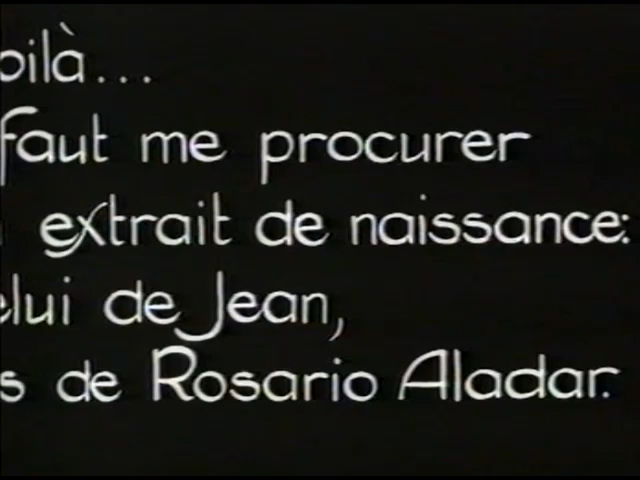 oilà...
faut me procurer
extrait de naissance:
elui de Jean,
s de Rosario Aladar.